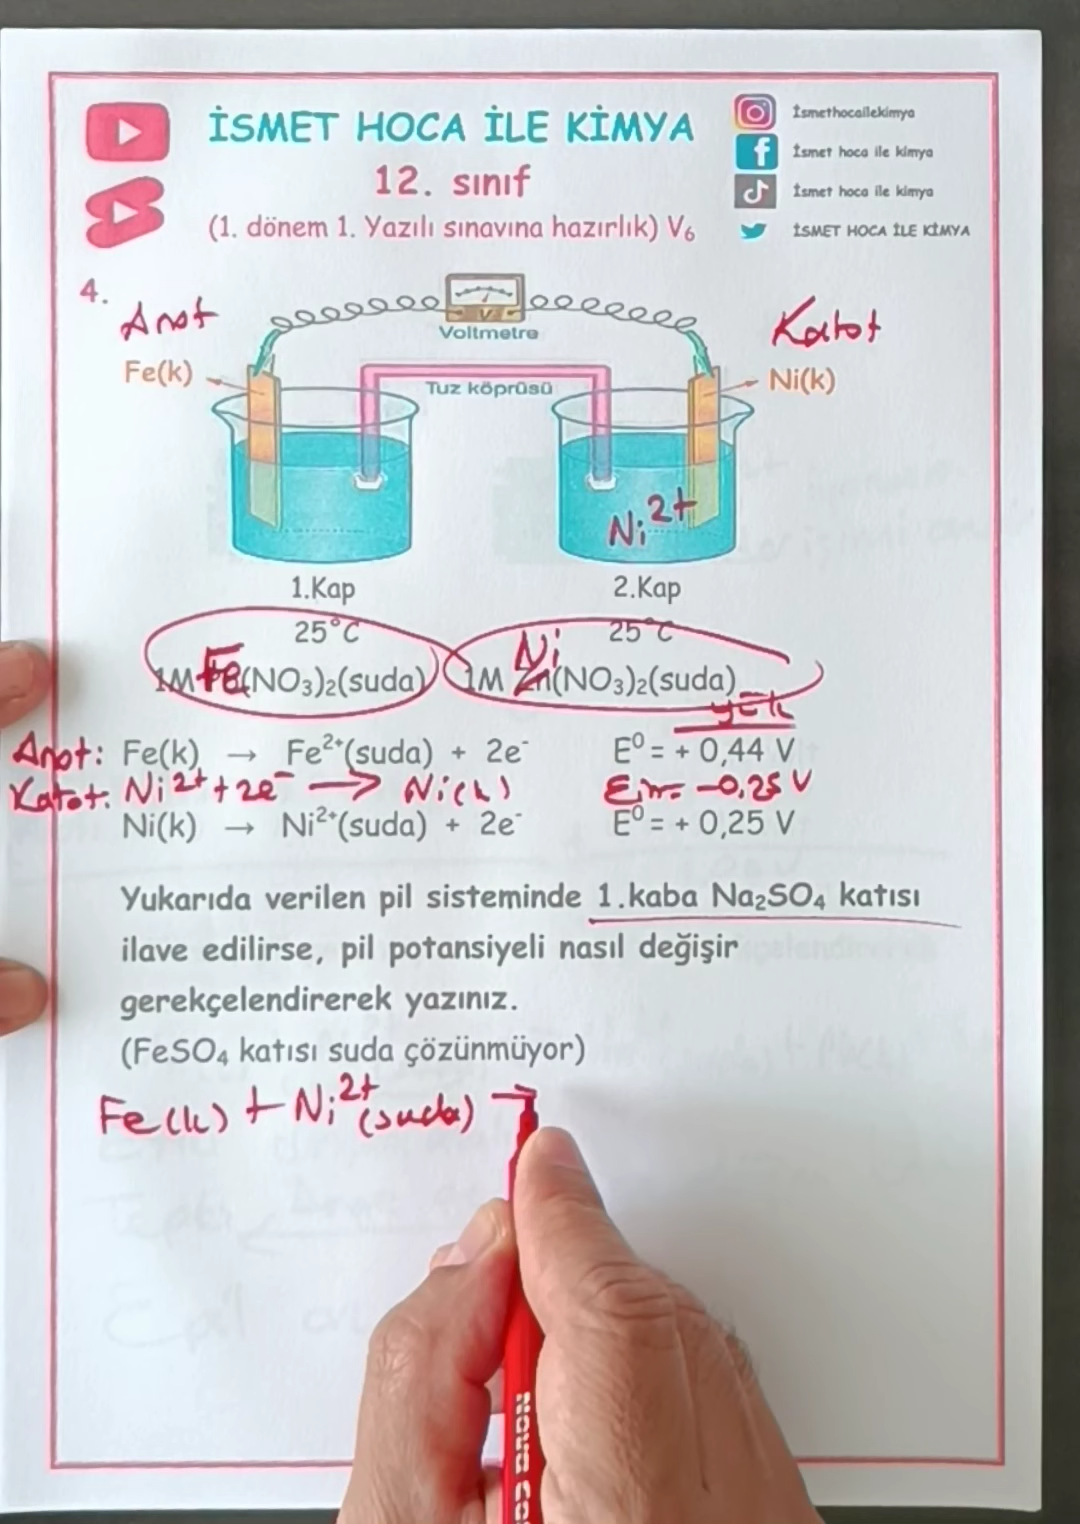 İSMET HOCA İLE KİMYA
12. sınıf
(1. dönem 1. Yazılı sınavına hazırlık) V₆
İsmethocailekimya
İsmet hoca ile kimya
İsmet hoca ile kimya
İSMET HOCA İLE KİMYA
4.
Anot
Katot
Voltmetre
V
Fe(k)
Tuz köprüsü
Ni(k)
Ni²⁺
1.Kap
2.Kap
25°C
25°C
1M Fe(NO₃)₂(suda)
Ni
1M Zn(NO₃)₂(suda)
yük
Anot: Fe(k) → Fe²⁺(suda) + 2e⁻ E⁰ = + 0,44 V
Katot: Ni²⁺ + 2e⁻ → Ni(k) Ein = -0,25 V
Ni(k) → Ni²⁺(suda) + 2e⁻ E⁰ = + 0,25 V
Yukarıda verilen pil sisteminde 1.kaba Na₂SO₄ katısı
ilave edilirse, pil potansiyeli nasıl değişir
gerekçelendirerek yazınız.
(FeSO₄ katısı suda çözünmüyor)
Fe(k) + Ni²⁺(suda) →